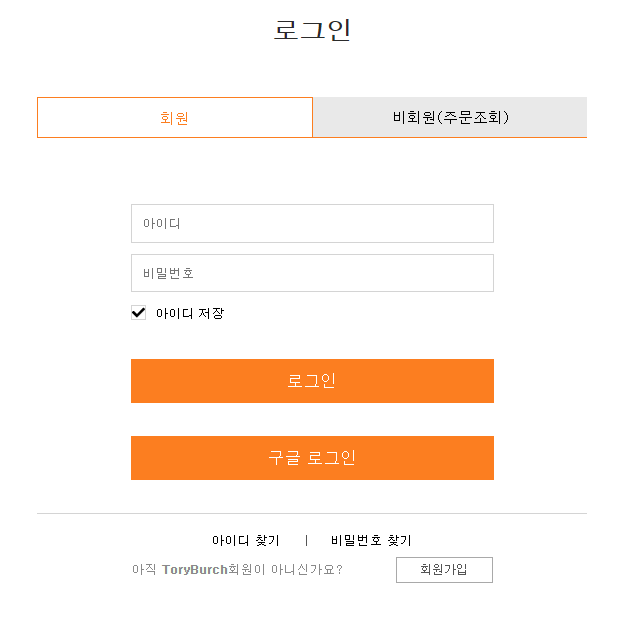 로그인
회원 비회원(주문조회)
아이디
비밀번호
아이디 저장
로그인
구글 로그인
아이디 찾기 | 비밀번호 찾기
아직 ToryBurch회원이 아니신가요? 회원가입